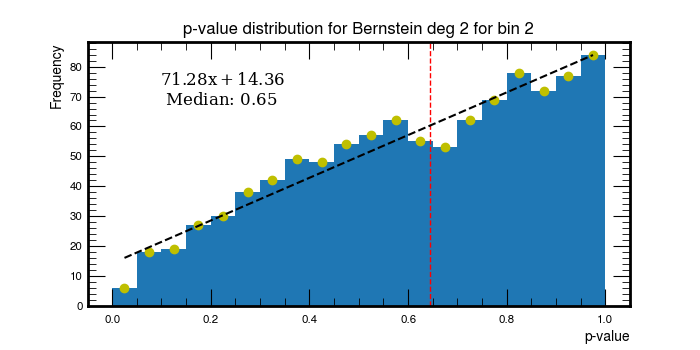 p-value distribution for Bernstein deg 2 for bin 2
Frequency
80
70
60
50
40
30
20
10
0
71.28x + 14.36
Median: 0.65
0.0 0.2 0.4 0.6 0.8 1.0
p-value